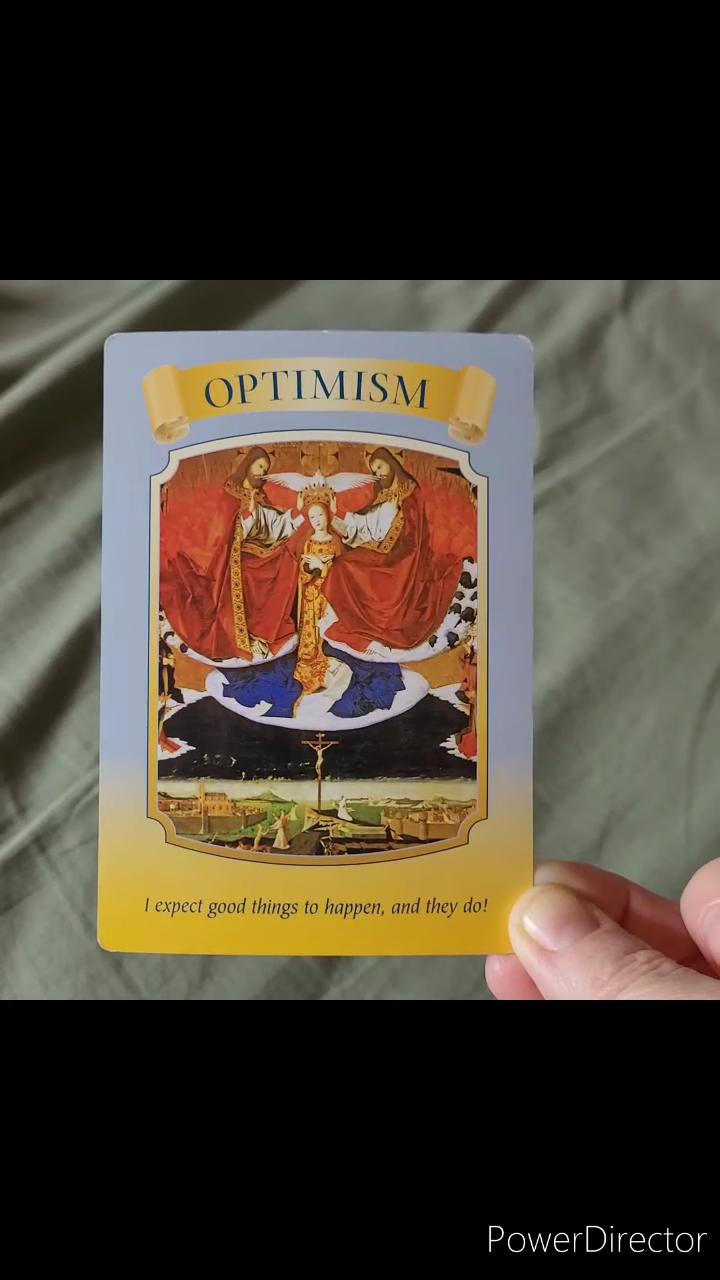 OPTIMISM
I expect good things to happen, and they do!
PowerDirector